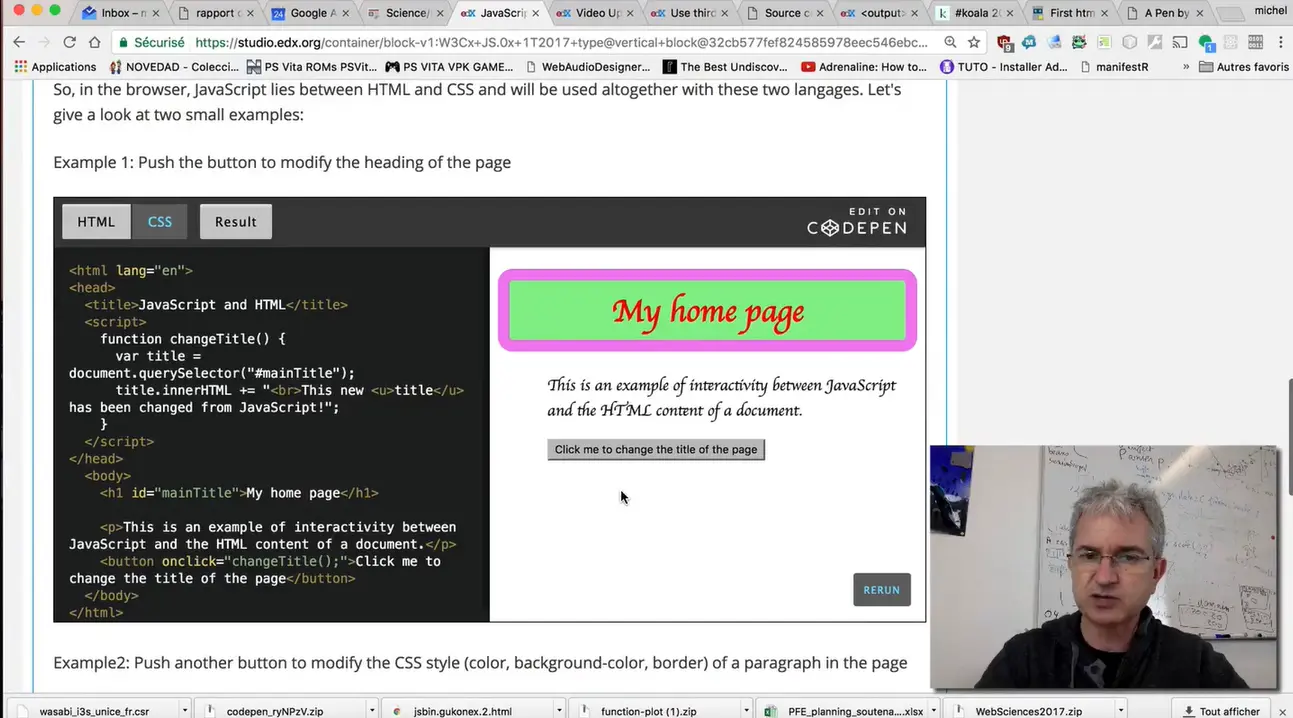 Inbox – n
rapport d
Google A
Science/
JavaScrip
Video Up
Use third
Source c
<output>
#koala 20
First htm
A Pen by
michel
Sécurisé https://studio.edx.org/container/block-v1:W3Cx+JS.0x+1T2017+type@vertical+block@32cb577fef824585978eec546ebc...
Applications
NOVEDAD - Colecci...
PS Vita ROMs PSVit...
PS VITA VPK GAME...
WebAudioDesigner...
The Best Undiscov...
Adrenaline: How to...
TUTO - Installer Ad...
manifestR
»
Autres favoris
So, in the browser, JavaScript lies between HTML and CSS and will be used altogether with these two langages. Let's
give a look at two small examples:
Example 1: Push the button to modify the heading of the page
HTML
CSS
Result
EDIT ON
CODEPEN
<html lang="en">
<head>
<title>JavaScript and HTML</title>
<script>
function changeTitle() {
var title =
document.querySelector("#mainTitle");
title.innerHTML += "<br>This new <u>title</u>
has been changed from JavaScript!";
}
</script>
</head>
<body>
<h1 id="mainTitle">My home page</h1>
<p>This is an example of interactivity between
JavaScript and the HTML content of a document.</p>
<button onclick="changeTitle();">Click me to
change the title of the page</button>
</body>
</html>
My home page
This is an example of interactivity between JavaScript
and the HTML content of a document.
Click me to change the title of the page
RERUN
Example2: Push another button to modify the CSS style (color, background-color, border) of a paragraph in the page
wasabi_i3s_unice_fr.csr
codepen_ryNPzV.zip
jsbin.gukonex.2.html
function-plot (1).zip
PFE_planning_soutena....xlsx
WebSciences2017.zip
Tout afficher